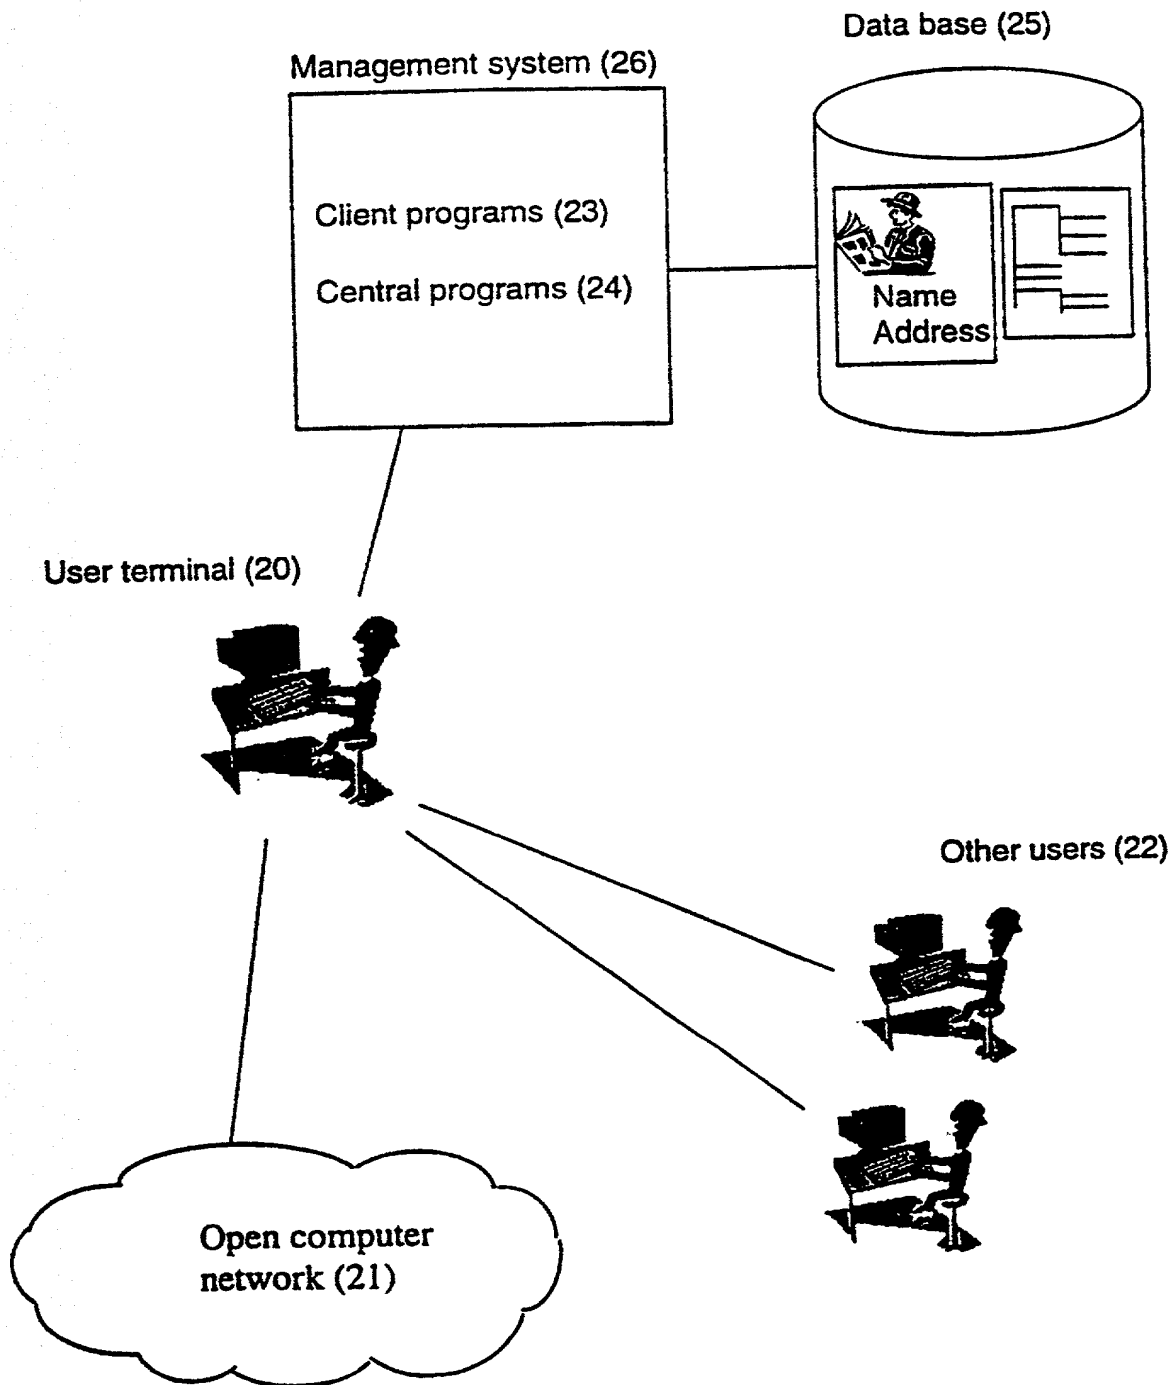 Data base (25)
Management system (26)
Client programs (23)
Central programs (24)
Name
Address
User terminal (20)
Other users (22)
Open computer
network (21)